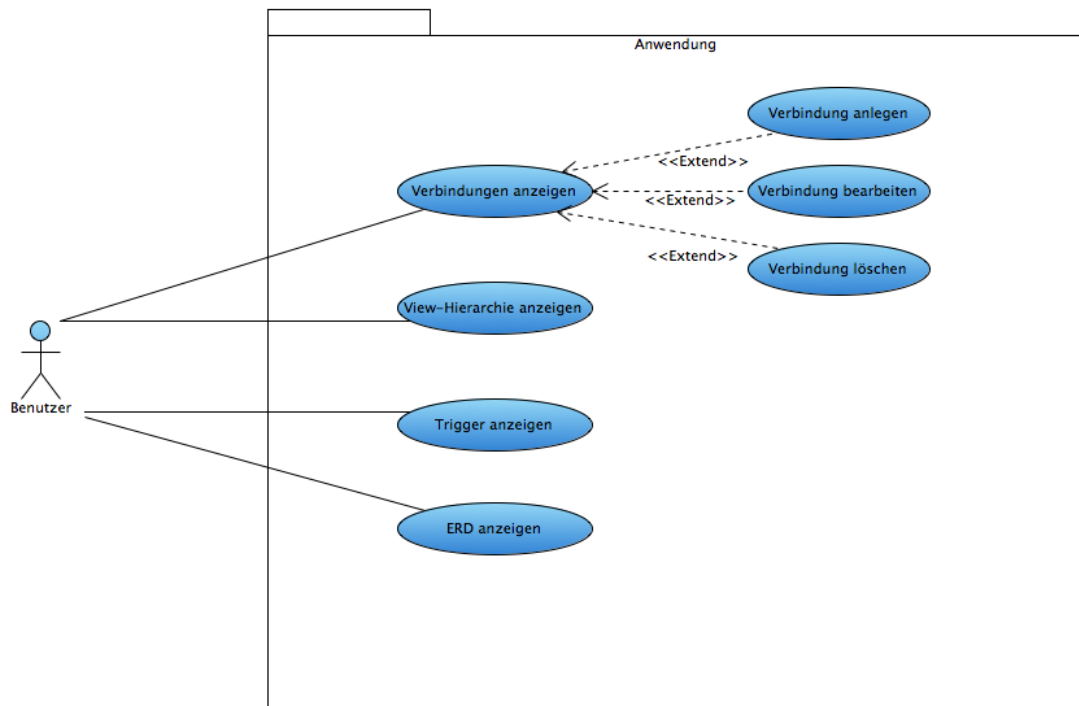 Anwendung
Verbindung anlegen
<<Extend>>
Verbindungen anzeigen
Verbindung bearbeiten
<<Extend>>
<<Extend>>
Verbindung löschen
View-Hierarchie anzeigen
Benutzer
Trigger anzeigen
ERD anzeigen